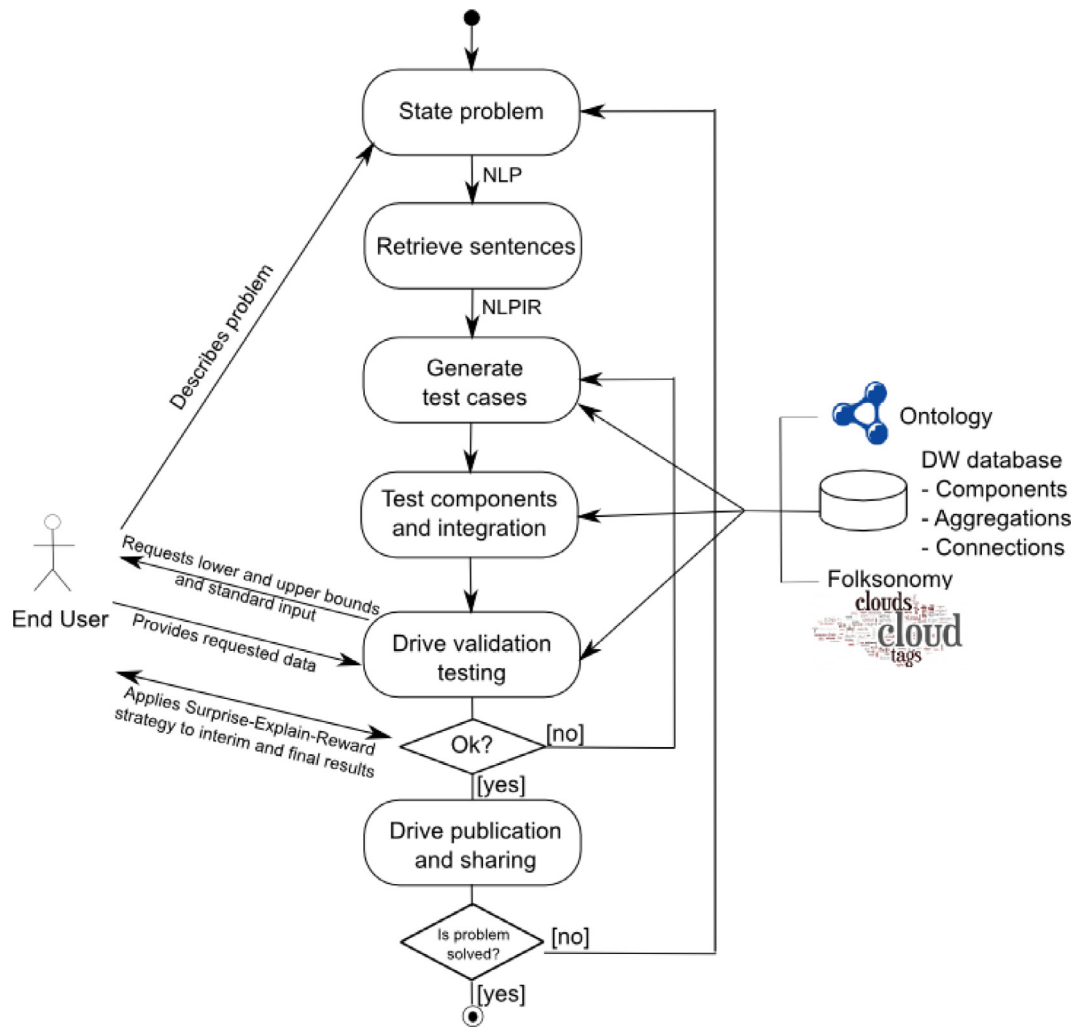 State problem
NLP
Retrieve sentences
NLPIR
Generate
test cases
Test components
and integration
Drive validation
testing
Ok?
[no]
[yes]
Drive publication
and sharing
Is problem
solved?
[no]
[yes]
Describes problem
Requests lower and upper bounds
and standard input
End User
Provides requested data
Applies Surprise-Explain-Reward
strategy to interim and final results
Ontology
DW database
- Components
- Aggregations
- Connections
Folksonomy
clouds
cloud
tags